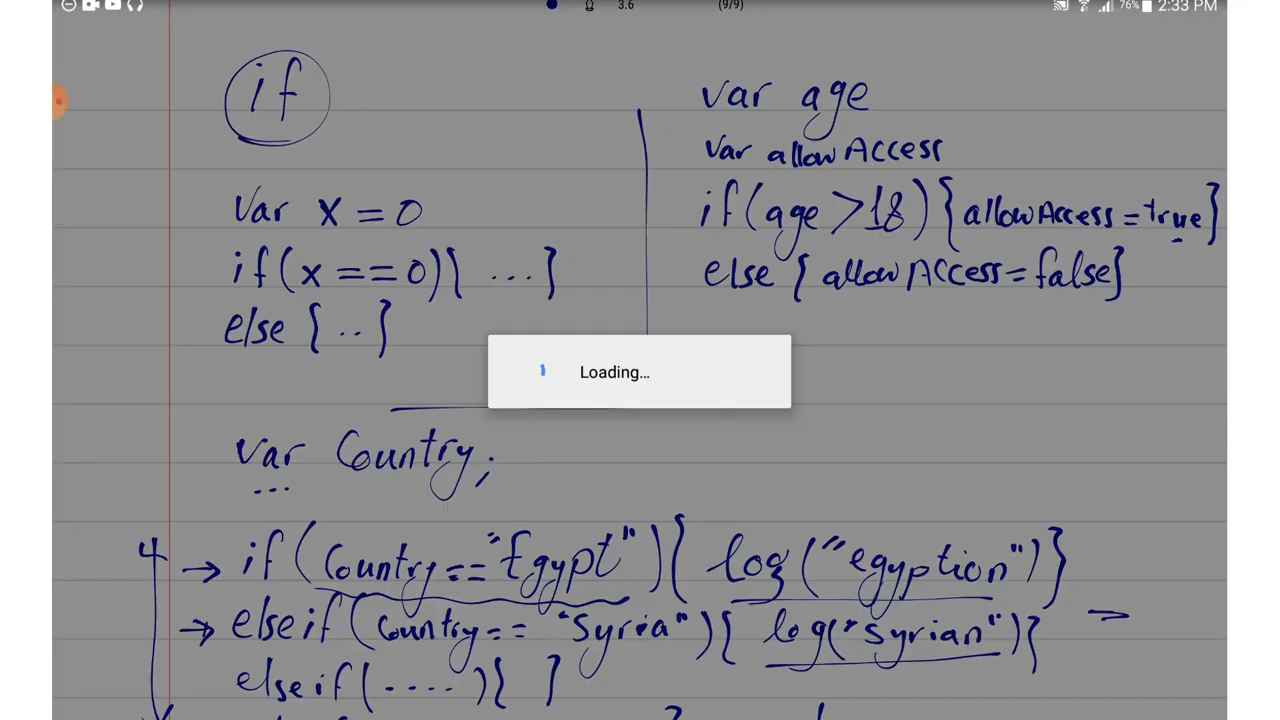 3.6 (9/9) 76% 2:33 PM
if
var x = 0
if(x == 0){ ... }
else { .. }
var age
var allowAccess
if(age > 18){allowAccess = true}
else { allowAccess = false}
Loading...
var Country;
...
4 → if (Country == "Egypt"){ log("egyption")}
→ elseif (Country == "Syria"){ log("Syrian"){
elseif( .... ){ }